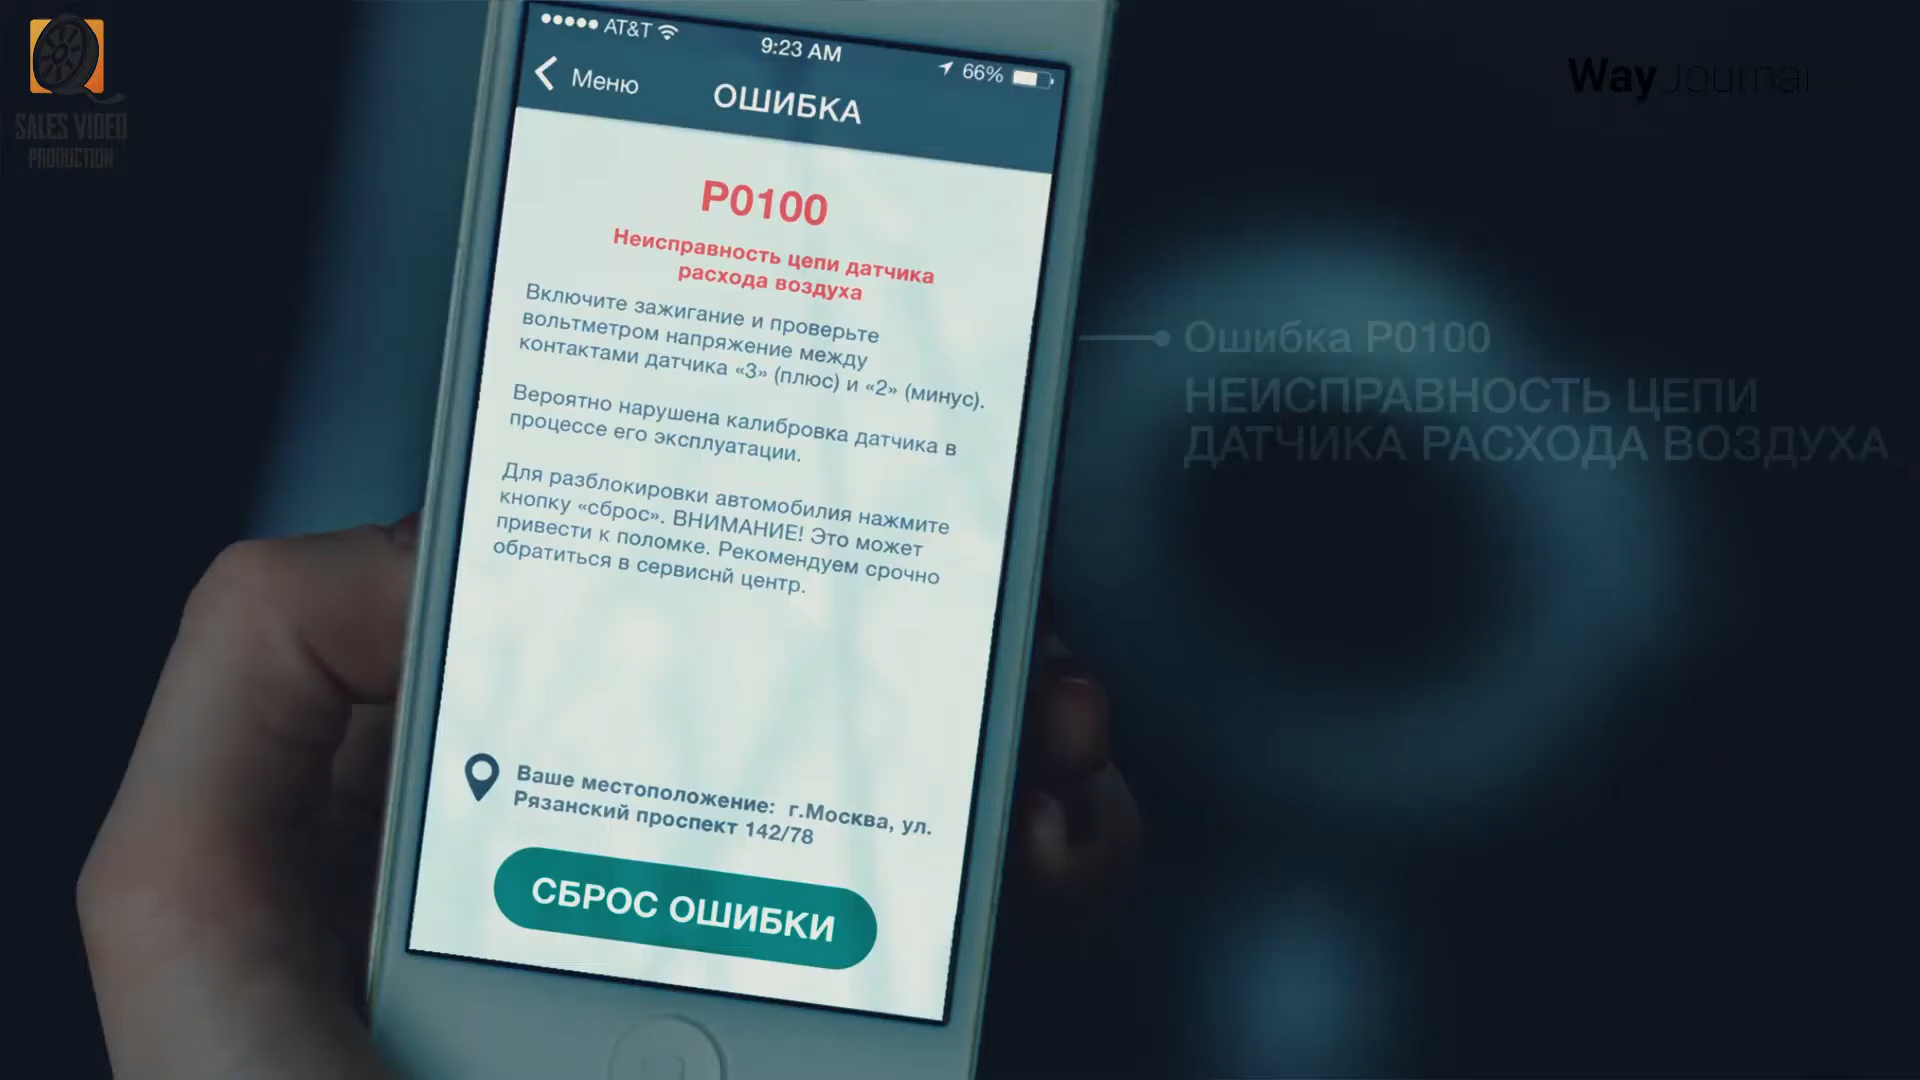 SALES VIDEO
PRODUCTION
AT&T
9:23 AM
66%
Меню
ОШИБКА
WayJournal
P0100
Неисправность цепи датчика
расхода воздуха
Включите зажигание и проверьте
вольтметром напряжение между
контактами датчика «3» (плюс) и «2» (минус).
Вероятно нарушена калибровка датчика в
процессе его эксплуатации.
Для разблокировки автомобилия нажмите
кнопку «сброс». ВНИМАНИЕ! Это может
привести к поломке. Рекомендуем срочно
обратиться в сервиснй центр.
Ваше местоположение: г.Москва, ул.
Рязанский проспект 142/78
СБРОС ОШИБКИ
Ошибка P0100
НЕИСПРАВНОСТЬ ЦЕПИ
ДАТЧИКА РАСХОДА ВОЗДУХА